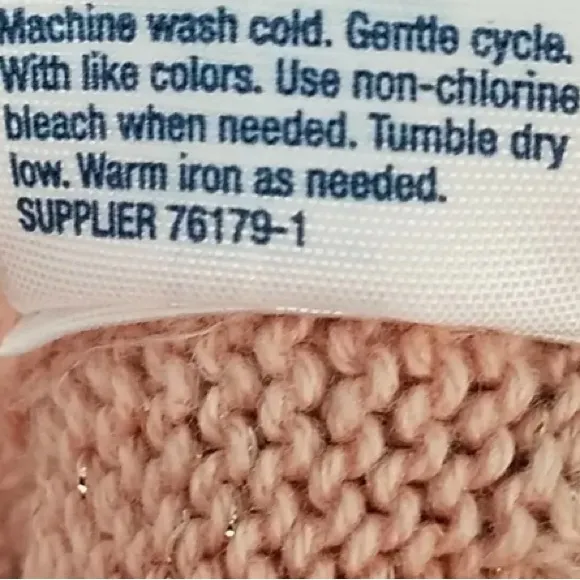 Machine wash cold. Gentle cycle.
With like colors. Use non-chlorine
bleach when needed. Tumble dry
low. Warm iron as needed.
SUPPLIER 76179-1